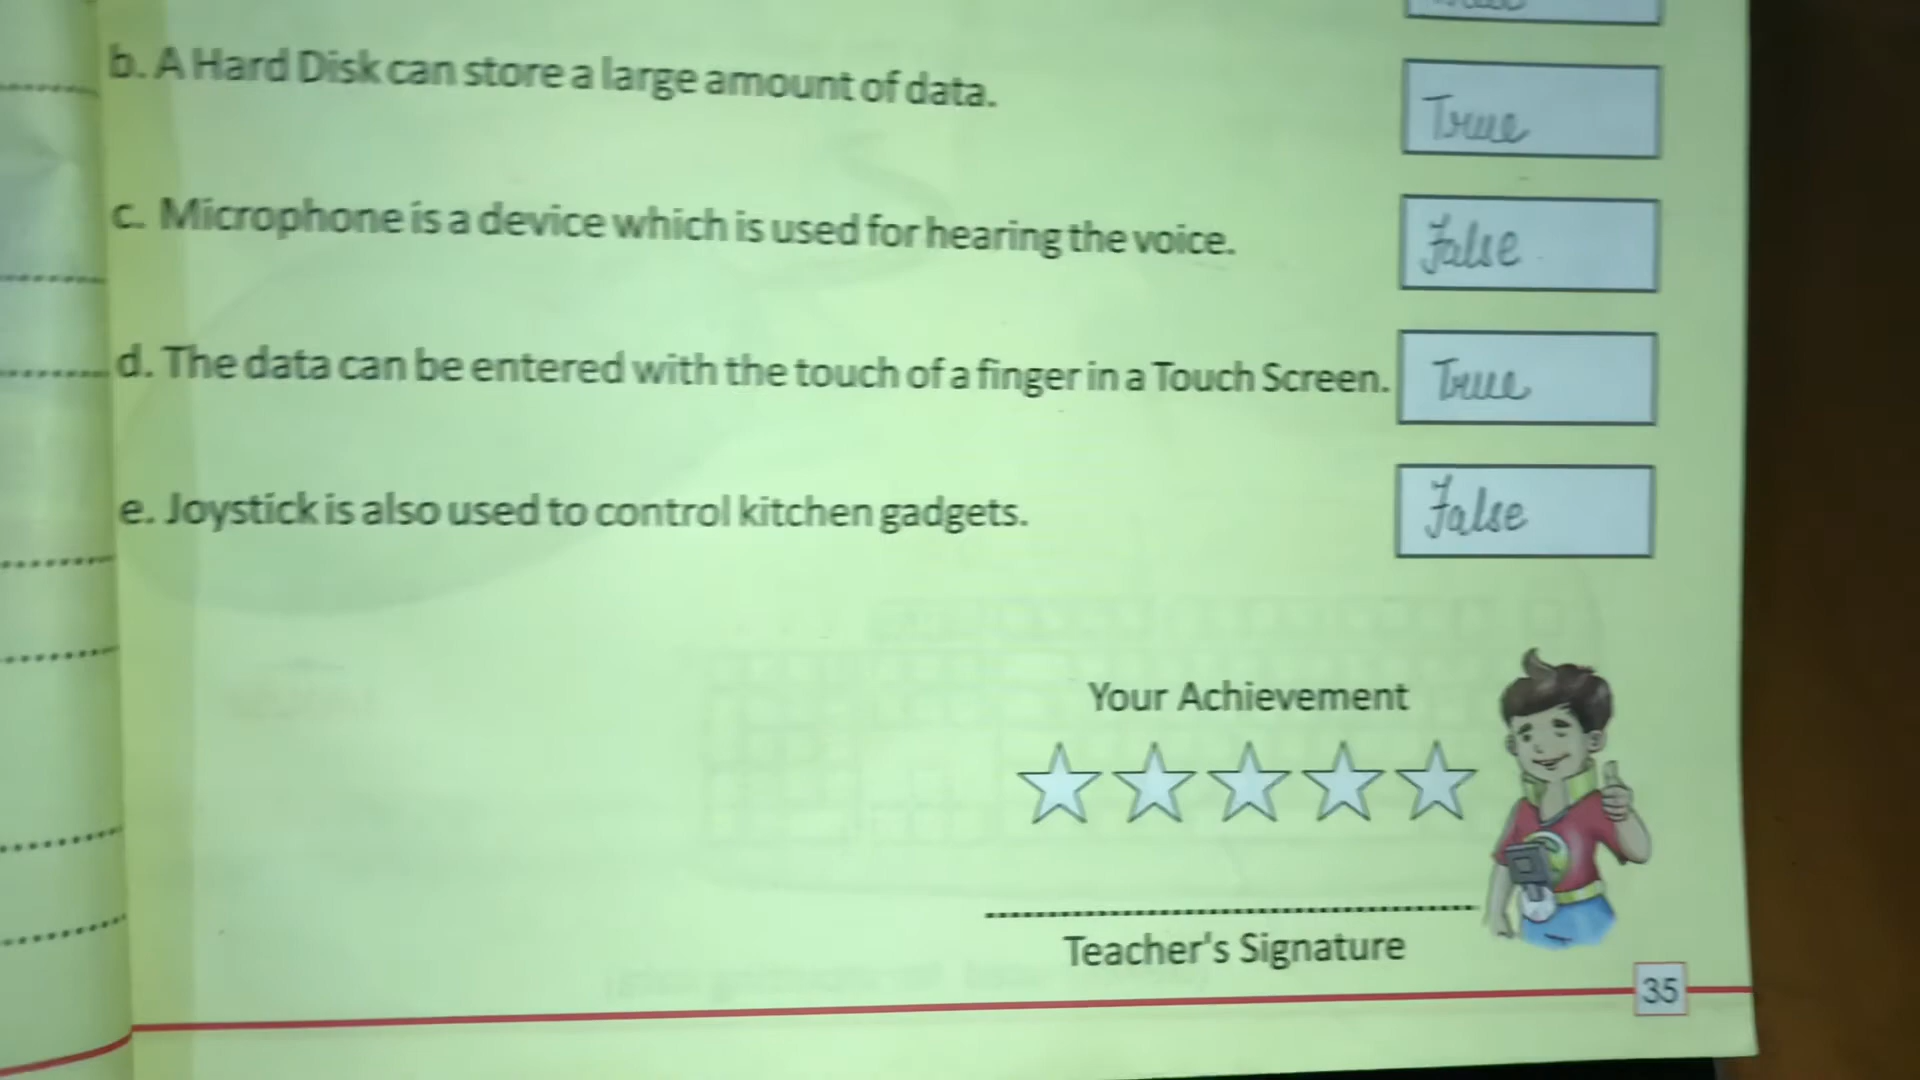 b. A Hard Disk can store a large amount of data. True
c. Microphone is a device which is used for hearing the voice. False
d. The data can be entered with the touch of a finger in a Touch Screen. True
e. Joystick is also used to control kitchen gadgets. False
Your Achievement
Teacher's Signature
35